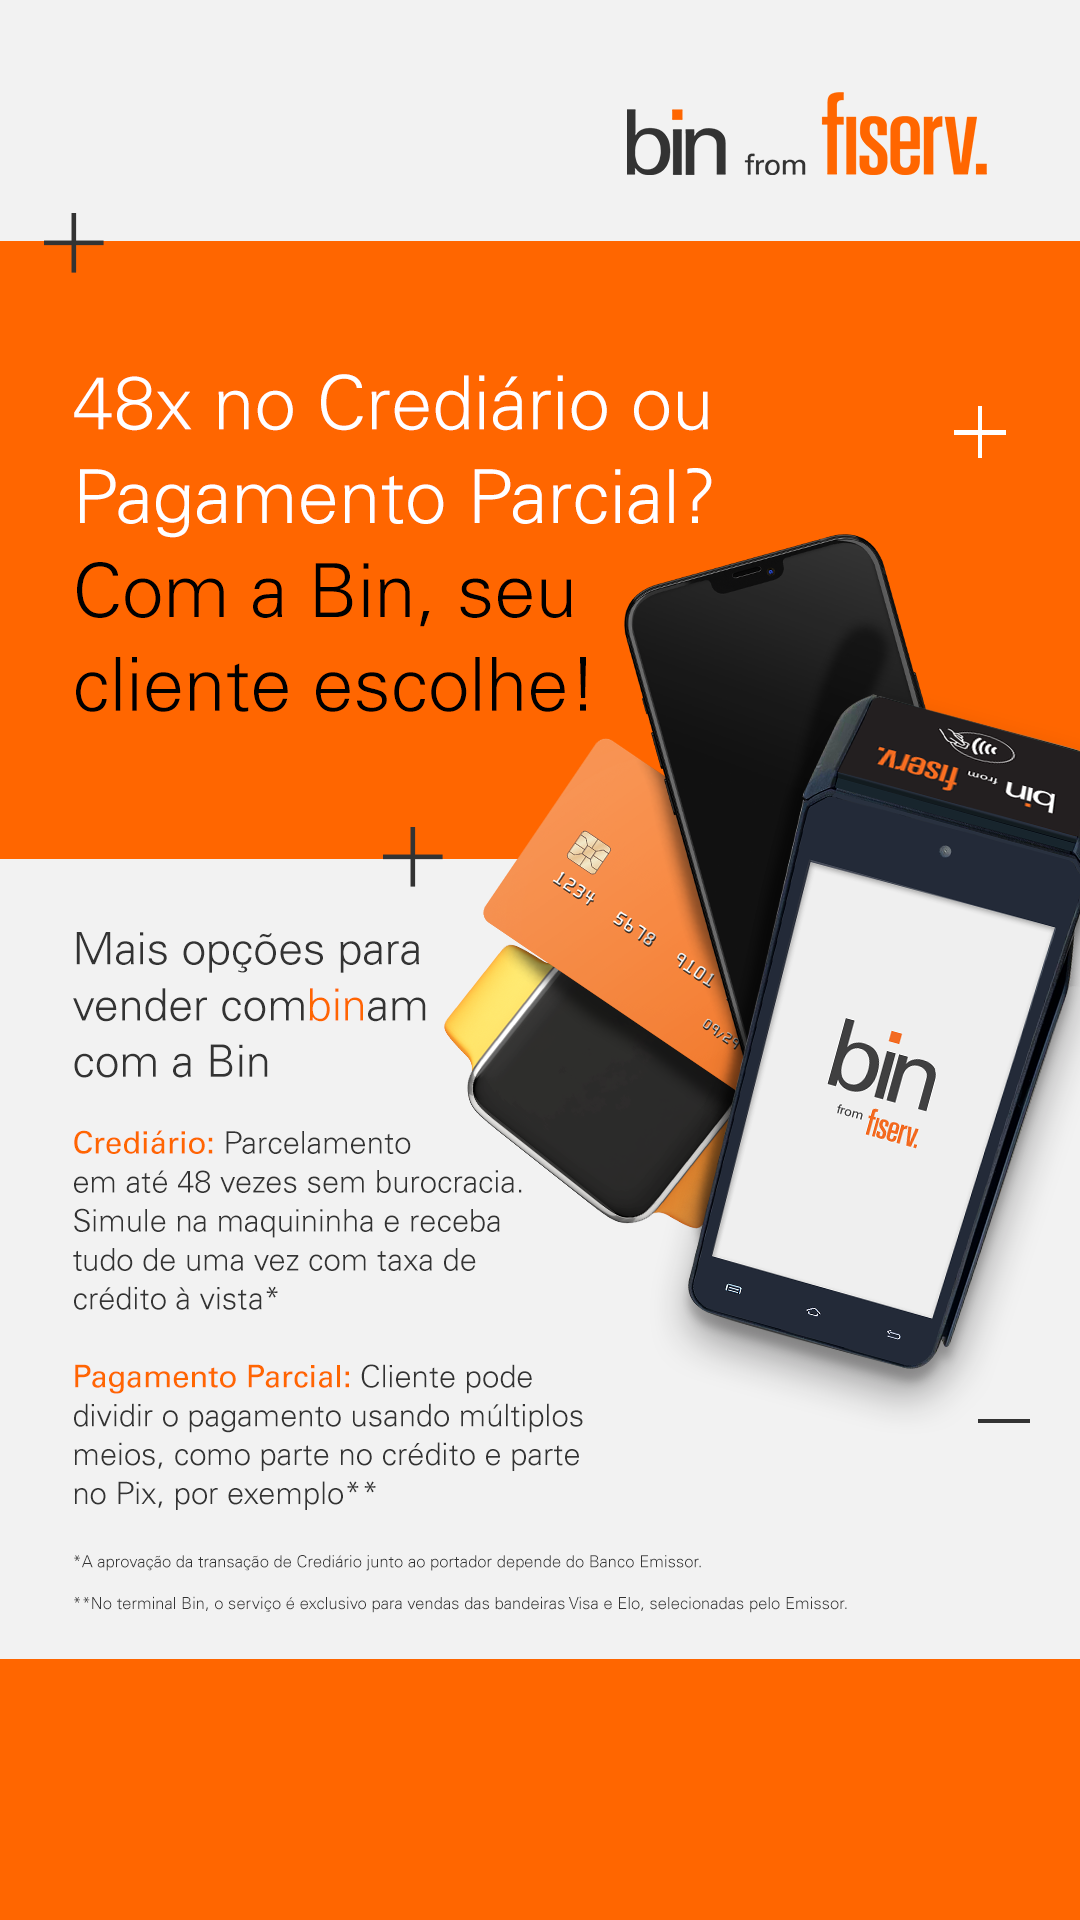 bin from fiserv.
48x no Crediário ou
Pagamento Parcial?
Com a Bin, seu
cliente escolhe!
bin from fiserv.
1234 5678 9101
09/29
bin
from fiserv.
Mais opções para
vender combinam
com a Bin
Crediário: Parcelamento
em até 48 vezes sem burocracia.
Simule na maquininha e receba
tudo de uma vez com taxa de
crédito à vista*
Pagamento Parcial: Cliente pode
dividir o pagamento usando múltiplos
meios, como parte no crédito e parte
no Pix, por exemplo**
*A aprovação da transação de Crediário junto ao portador depende do Banco Emissor.
**No terminal Bin, o serviço é exclusivo para vendas das bandeiras Visa e Elo, selecionadas pelo Emissor.